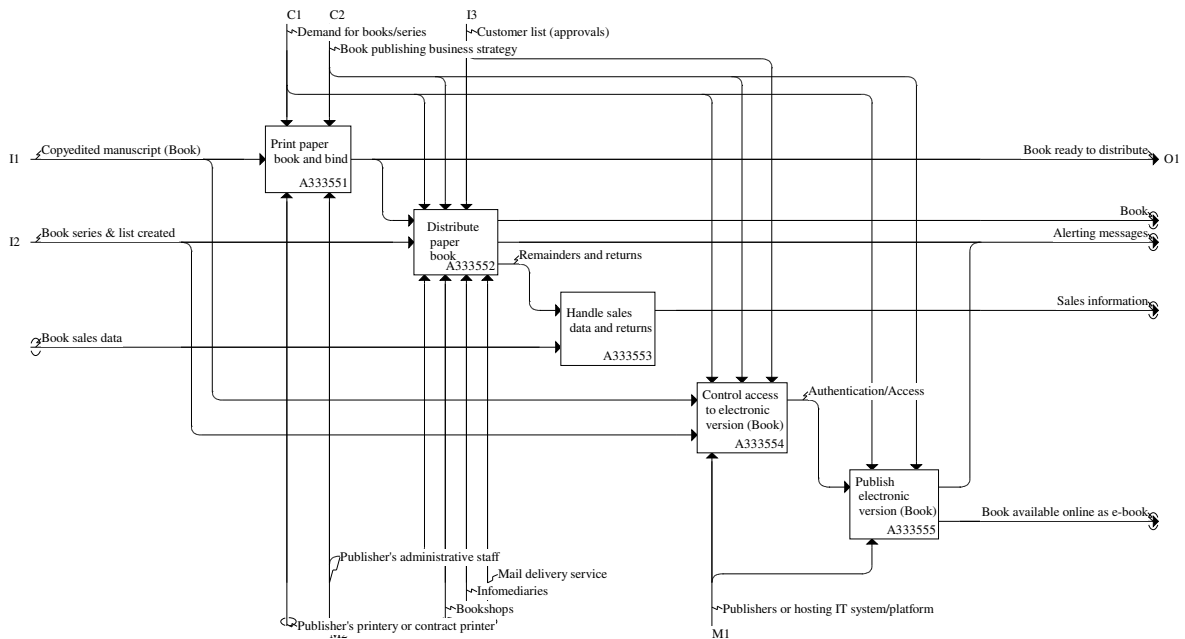 C1
C2
I3
Demand for books/series
Customer list (approvals)
Book publishing business strategy
Print paper
book and bind
A333551
I1
Copyedited manuscript (Book)
Book ready to distribute
O1
Book
I2
Book series & list created
Distribute
paper
book
A333552
Alerting messages
Remainders and returns
Handle sales
data and returns
A333553
Sales information
Book sales data
Control access
to electronic
version (Book)
A333554
Authentication/Access
Publish
electronic
version (Book)
A333555
Book available online as e-book
Publisher's administrative staff
Mail delivery service
Infomediaries
Bookshops
Publishers or hosting IT system/platform
Publisher's printery or contract printer
M1